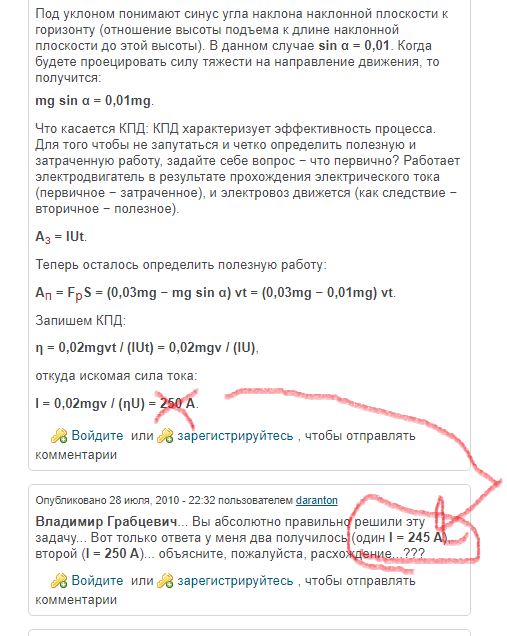 Под уклоном понимают синус угла наклона наклонной плоскости к
горизонту (отношение высоты подъема к длине наклонной
плоскости до этой высоты). В данном случае sin α = 0,01. Когда
будете проецировать силу тяжести на направление движения, то
получится:
mg sin α = 0,01mg.
Что касается КПД: КПД характеризует эффективность процесса.
Для того чтобы не запутаться и четко определить полезную и
затраченную работу, задайте себе вопрос − что первично? Работает
электродвигатель в результате прохождения электрического тока
(первичное − затраченное), и электровоз движется (как следствие −
вторичное − полезное).
Aз = IUt.
Теперь осталось определить полезную работу:
Aп = FрS = (0,03mg − mg sin α) vt = (0,03mg − 0,01mg) vt.
Запишем КПД:
η = 0,02mgvt / (IUt) = 0,02mgv / (IU),
откуда искомая сила тока:
I = 0,02mgv / (ηU) = 250 A.
Войдите или зарегистрируйтесь , чтобы отправлять
комментарии
Опубликовано 28 июля, 2010 - 22:32 пользователем daranton
Владимир Грабцевич... Вы абсолютно правильно решили эту
задачу... Вот только ответа у меня два получилось (один I = 245 A),
второй (I = 250 A)... объясните, пожалуйста, расхождение...???
Войдите или зарегистрируйтесь , чтобы отправлять
комментарии